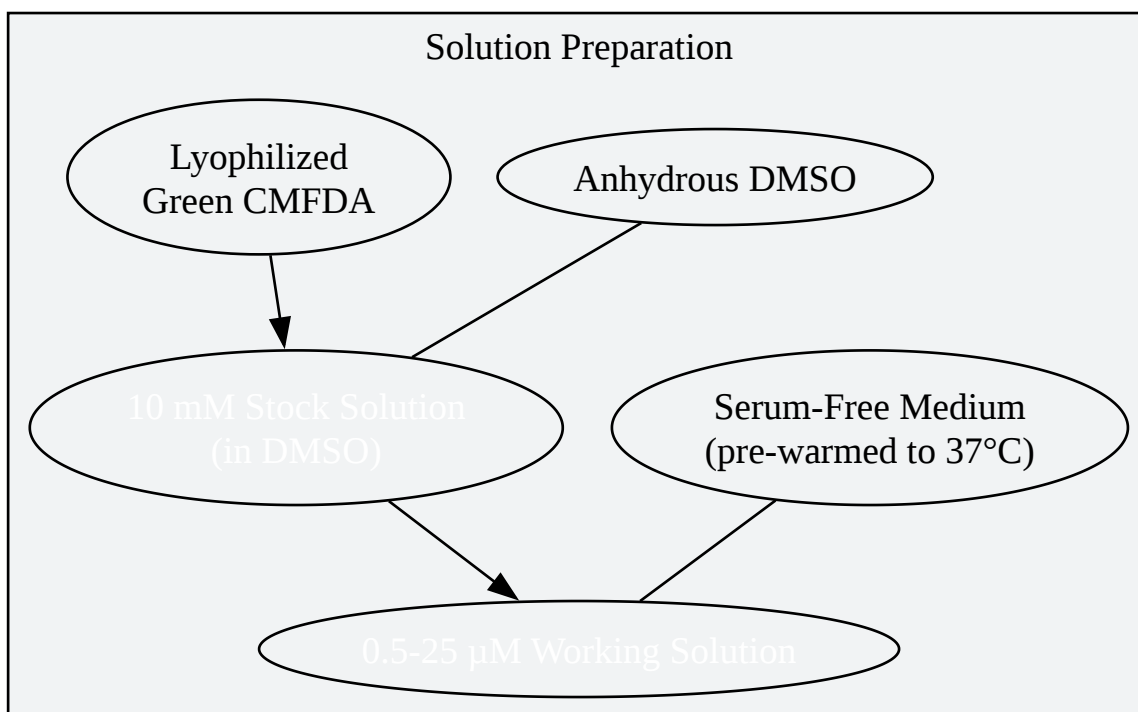 Solution Preparation
Lyophilized
Green CMFDA
Anhydrous DMSO
10 mM Stock Solution
(in DMSO)
Serum-Free Medium
(pre-warmed to 37°C)
0.5-25 µM Working Solution